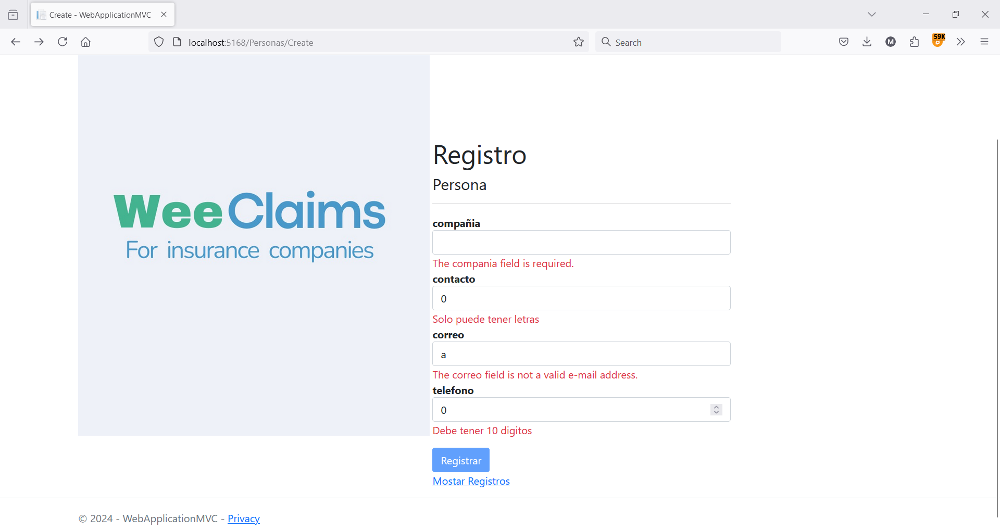 Create - WebApplicationMVC
localhost:5168/Personas/Create
Search
M
59K
WeeClaims
For insurance companies
Registro
Persona
compañia
The compania field is required.
contacto
0
Solo puede tener letras
correo
a
The correo field is not a valid e-mail address.
telefono
0
Debe tener 10 digitos
Registrar
Mostar Registros
© 2024 - WebApplicationMVC - Privacy